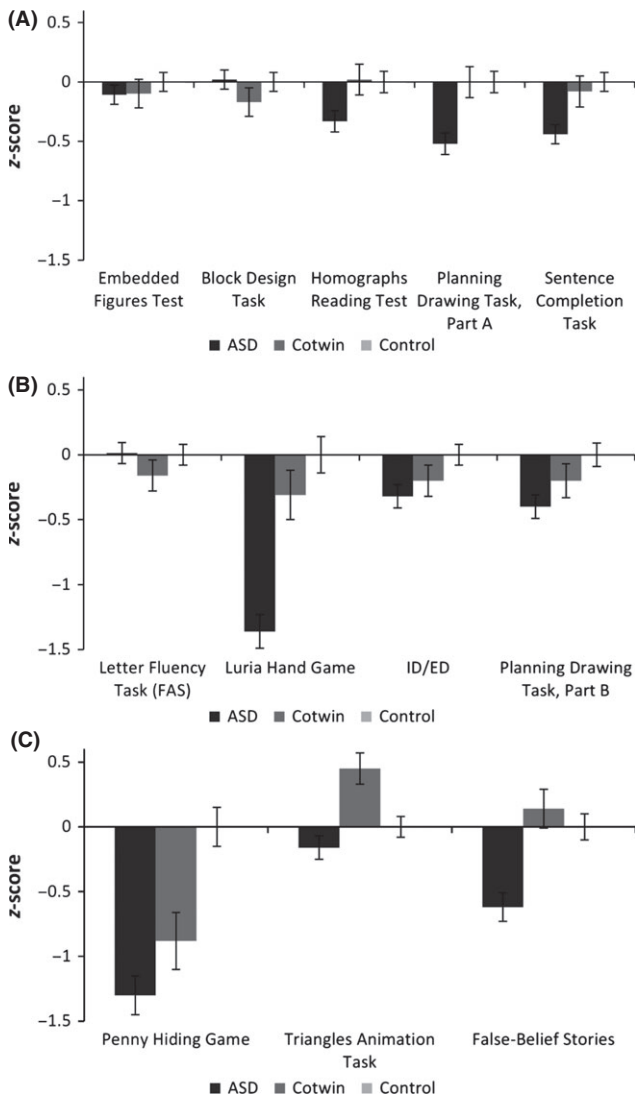 (A)
0.5
0
−0.5
−1
−1.5
z-score
Embedded
Figures Test
Block Design
Task
Homographs
Reading Test
Planning
Drawing Task,
Part A
Sentence
Completion
Task
ASD Cotwin Control
(B)
0.5
0
−0.5
−1
−1.5
z-score
Letter Fluency
Task (FAS)
Luria Hand Game
ID/ED
Planning Drawing
Task, Part B
ASD Cotwin Control
(C)
0.5
0
−0.5
−1
−1.5
z-score
Penny Hiding Game
Triangles Animation
Task
False-Belief Stories
ASD Cotwin Control